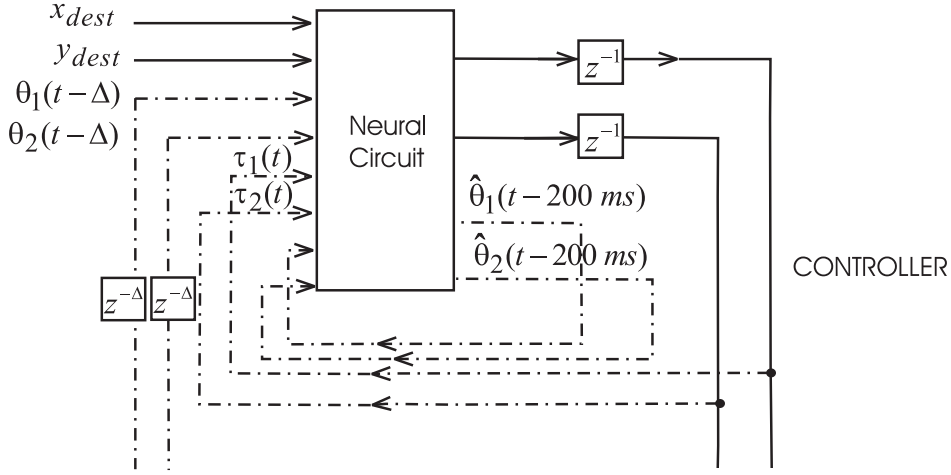 x_dest
y_dest
θ₁(t – Δ)
θ₂(t – Δ)
τ₁(t)
τ₂(t)
Neural
Circuit
z⁻¹
z⁻¹
θ̂₁(t – 200 ms)
θ̂₂(t – 200 ms)
z^–Δ
z^–Δ
CONTROLLER